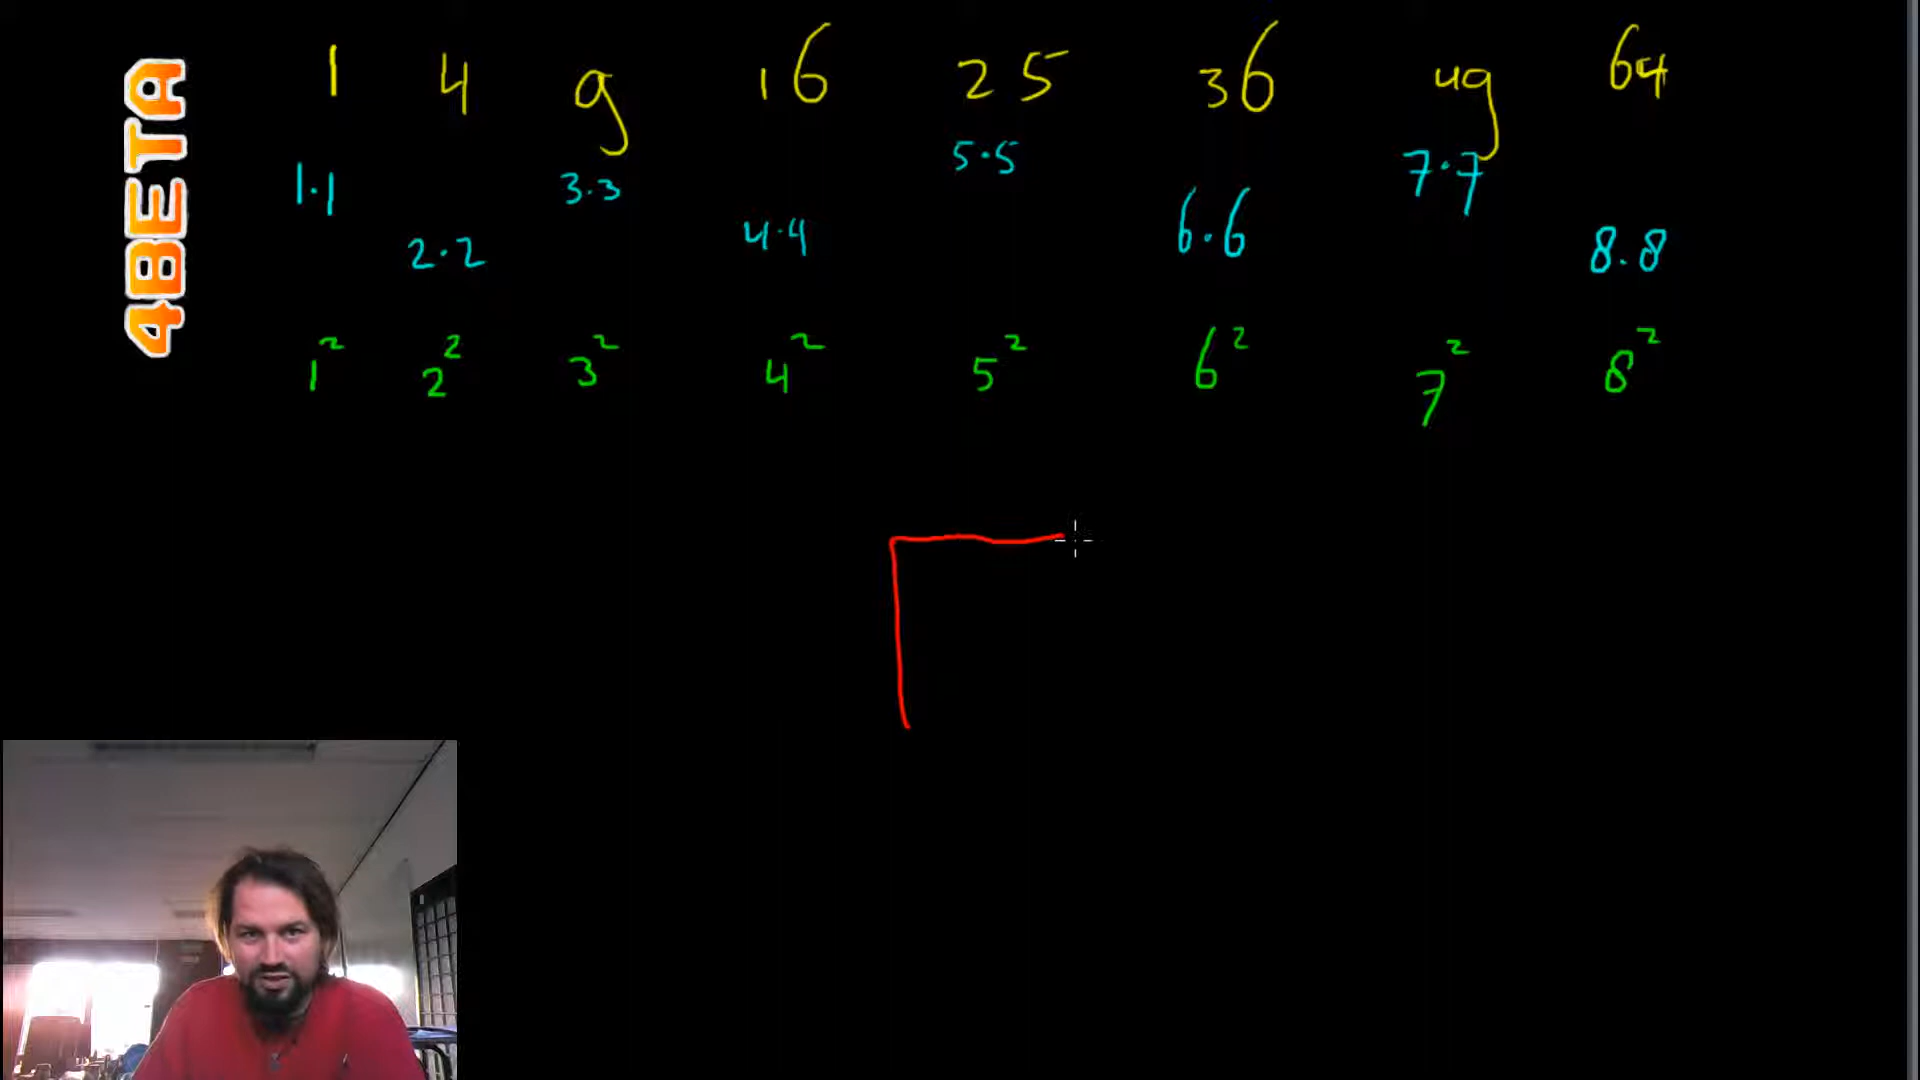 4BETA
1 4 9 16 25 36 49 64
1·1 2·2 3·3 4·4 5·5 6·6 7·7 8·8
1² 2² 3² 4² 5² 6² 7² 8²